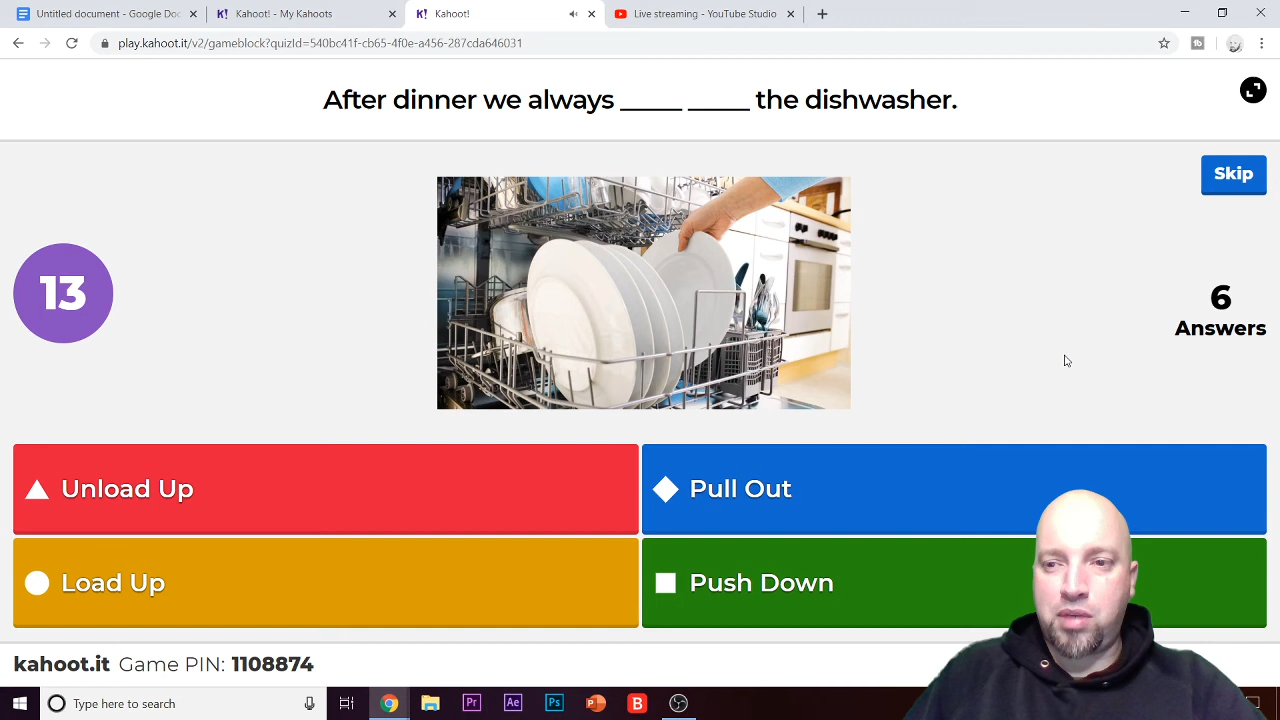 Untitled document - Google Doc
Kahoot! - My Kahoots
Kahoot!
Live streaming - YouTube Studio
play.kahoot.it/v2/gameblock?quizId=540bc41f-cb65-4f0e-a456-287cda646031
After dinner we always _____ _____ the dishwasher.
Skip
13
6
Answers
Unload Up
Pull Out
Load Up
Push Down
kahoot.it Game PIN: 1108874
Type here to search